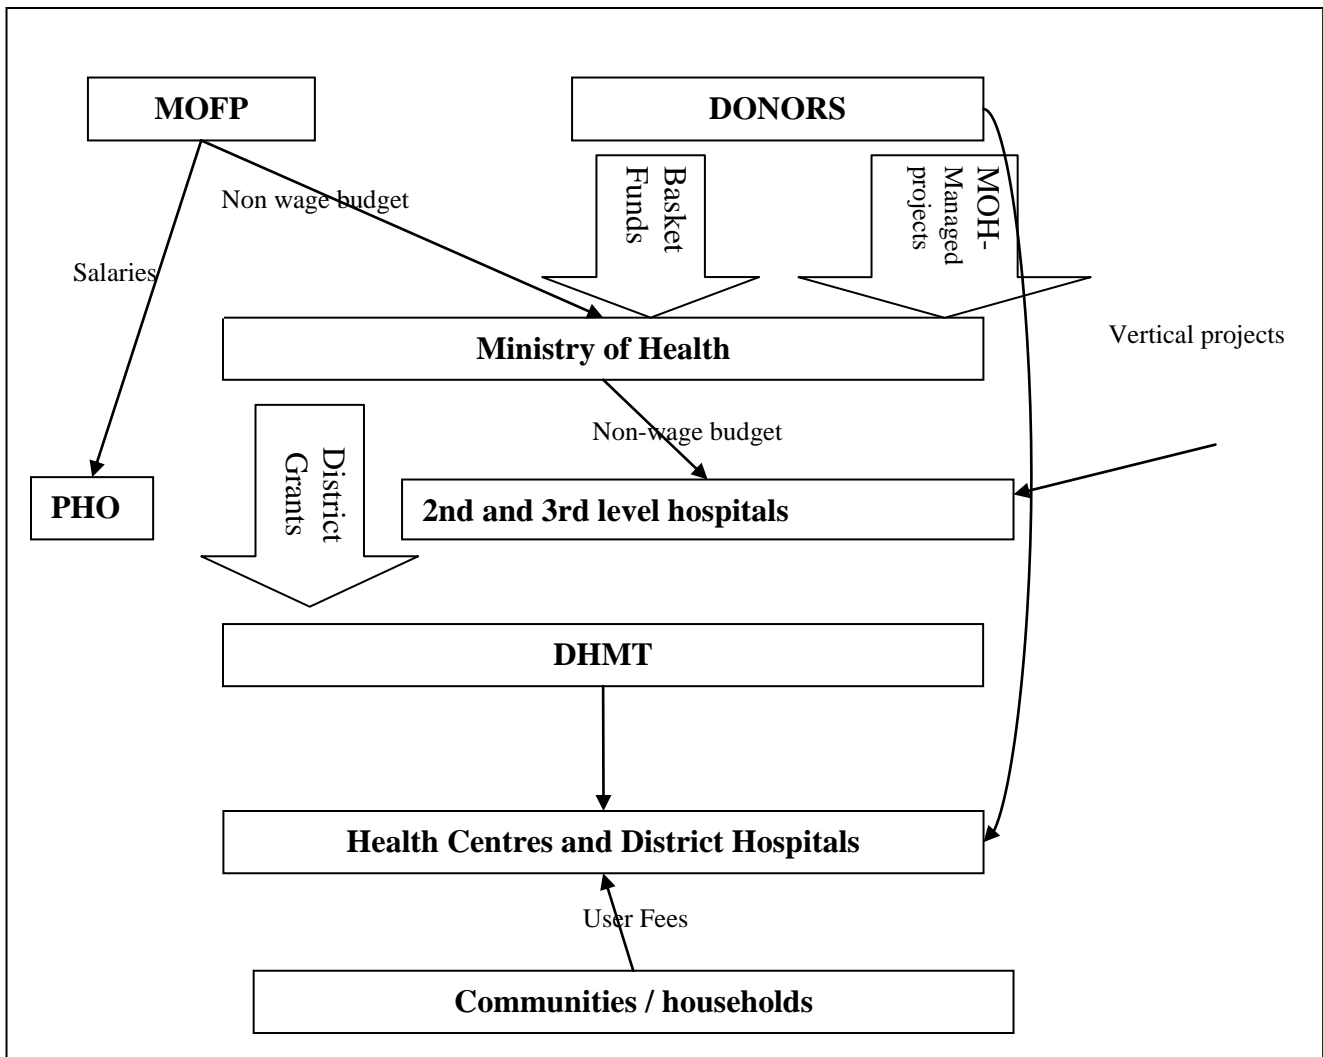 MOFP
DONORS
Non wage budget
Basket
Funds
MOH-
Managed
projects
Salaries
Ministry of Health
Vertical projects
Non-wage budget
District
Grants
PHO
2nd and 3rd level hospitals
DHMT
Health Centres and District Hospitals
User Fees
Communities / households